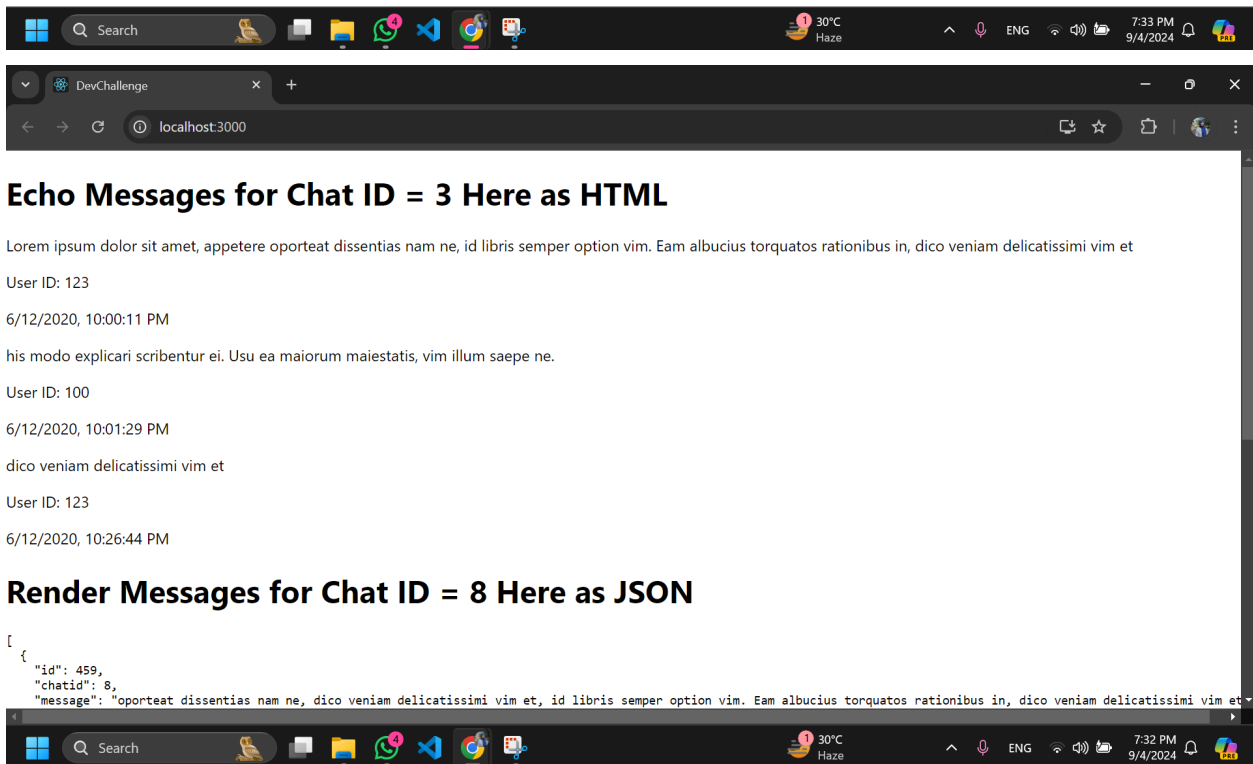 Search
4
1
30°C
Haze
ENG
7:33 PM
9/4/2024
PRE
DevChallenge
localhost:3000
Echo Messages for Chat ID = 3 Here as HTML
Lorem ipsum dolor sit amet, appetere oporteat dissentias nam ne, id libris semper option vim. Eam albucius torquatos rationibus in, dico veniam delicatissimi vim et
User ID: 123
6/12/2020, 10:00:11 PM
his modo explicari scribentur ei. Usu ea maiorum maiestatis, vim illum saepe ne.
User ID: 100
6/12/2020, 10:01:29 PM
dico veniam delicatissimi vim et
User ID: 123
6/12/2020, 10:26:44 PM
Render Messages for Chat ID = 8 Here as JSON
[
{
"id": 459,
"chatid": 8,
"message": "oporteat dissentias nam ne, dico veniam delicatissimi vim et, id libris semper option vim. Eam albucius torquatos rationibus in, dico veniam delicatissimi vim et
Search
4
1
30°C
Haze
ENG
7:32 PM
9/4/2024
PRE